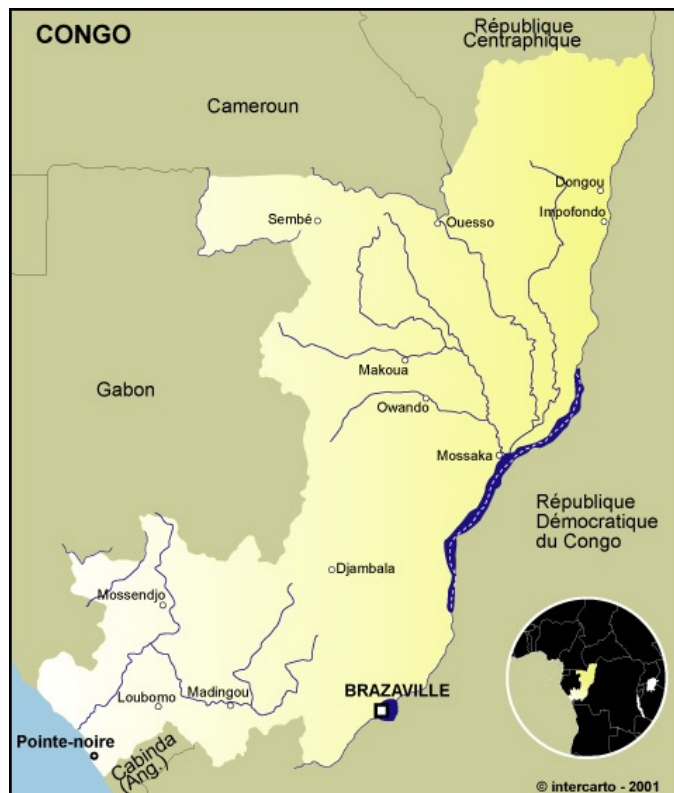 CONGO
République
Centraphique
Cameroun
Dongou
Sembé
Ouesso
Impofondo
Makoua
Gabon
Owando
Mossaka
République
Démocratique
du Congo
Djambala
Mossendjo
BRAZAVILLE
Loubomo
Madingou
Pointe-noire
Cabinda
(Ang.)
© intercarto - 2001